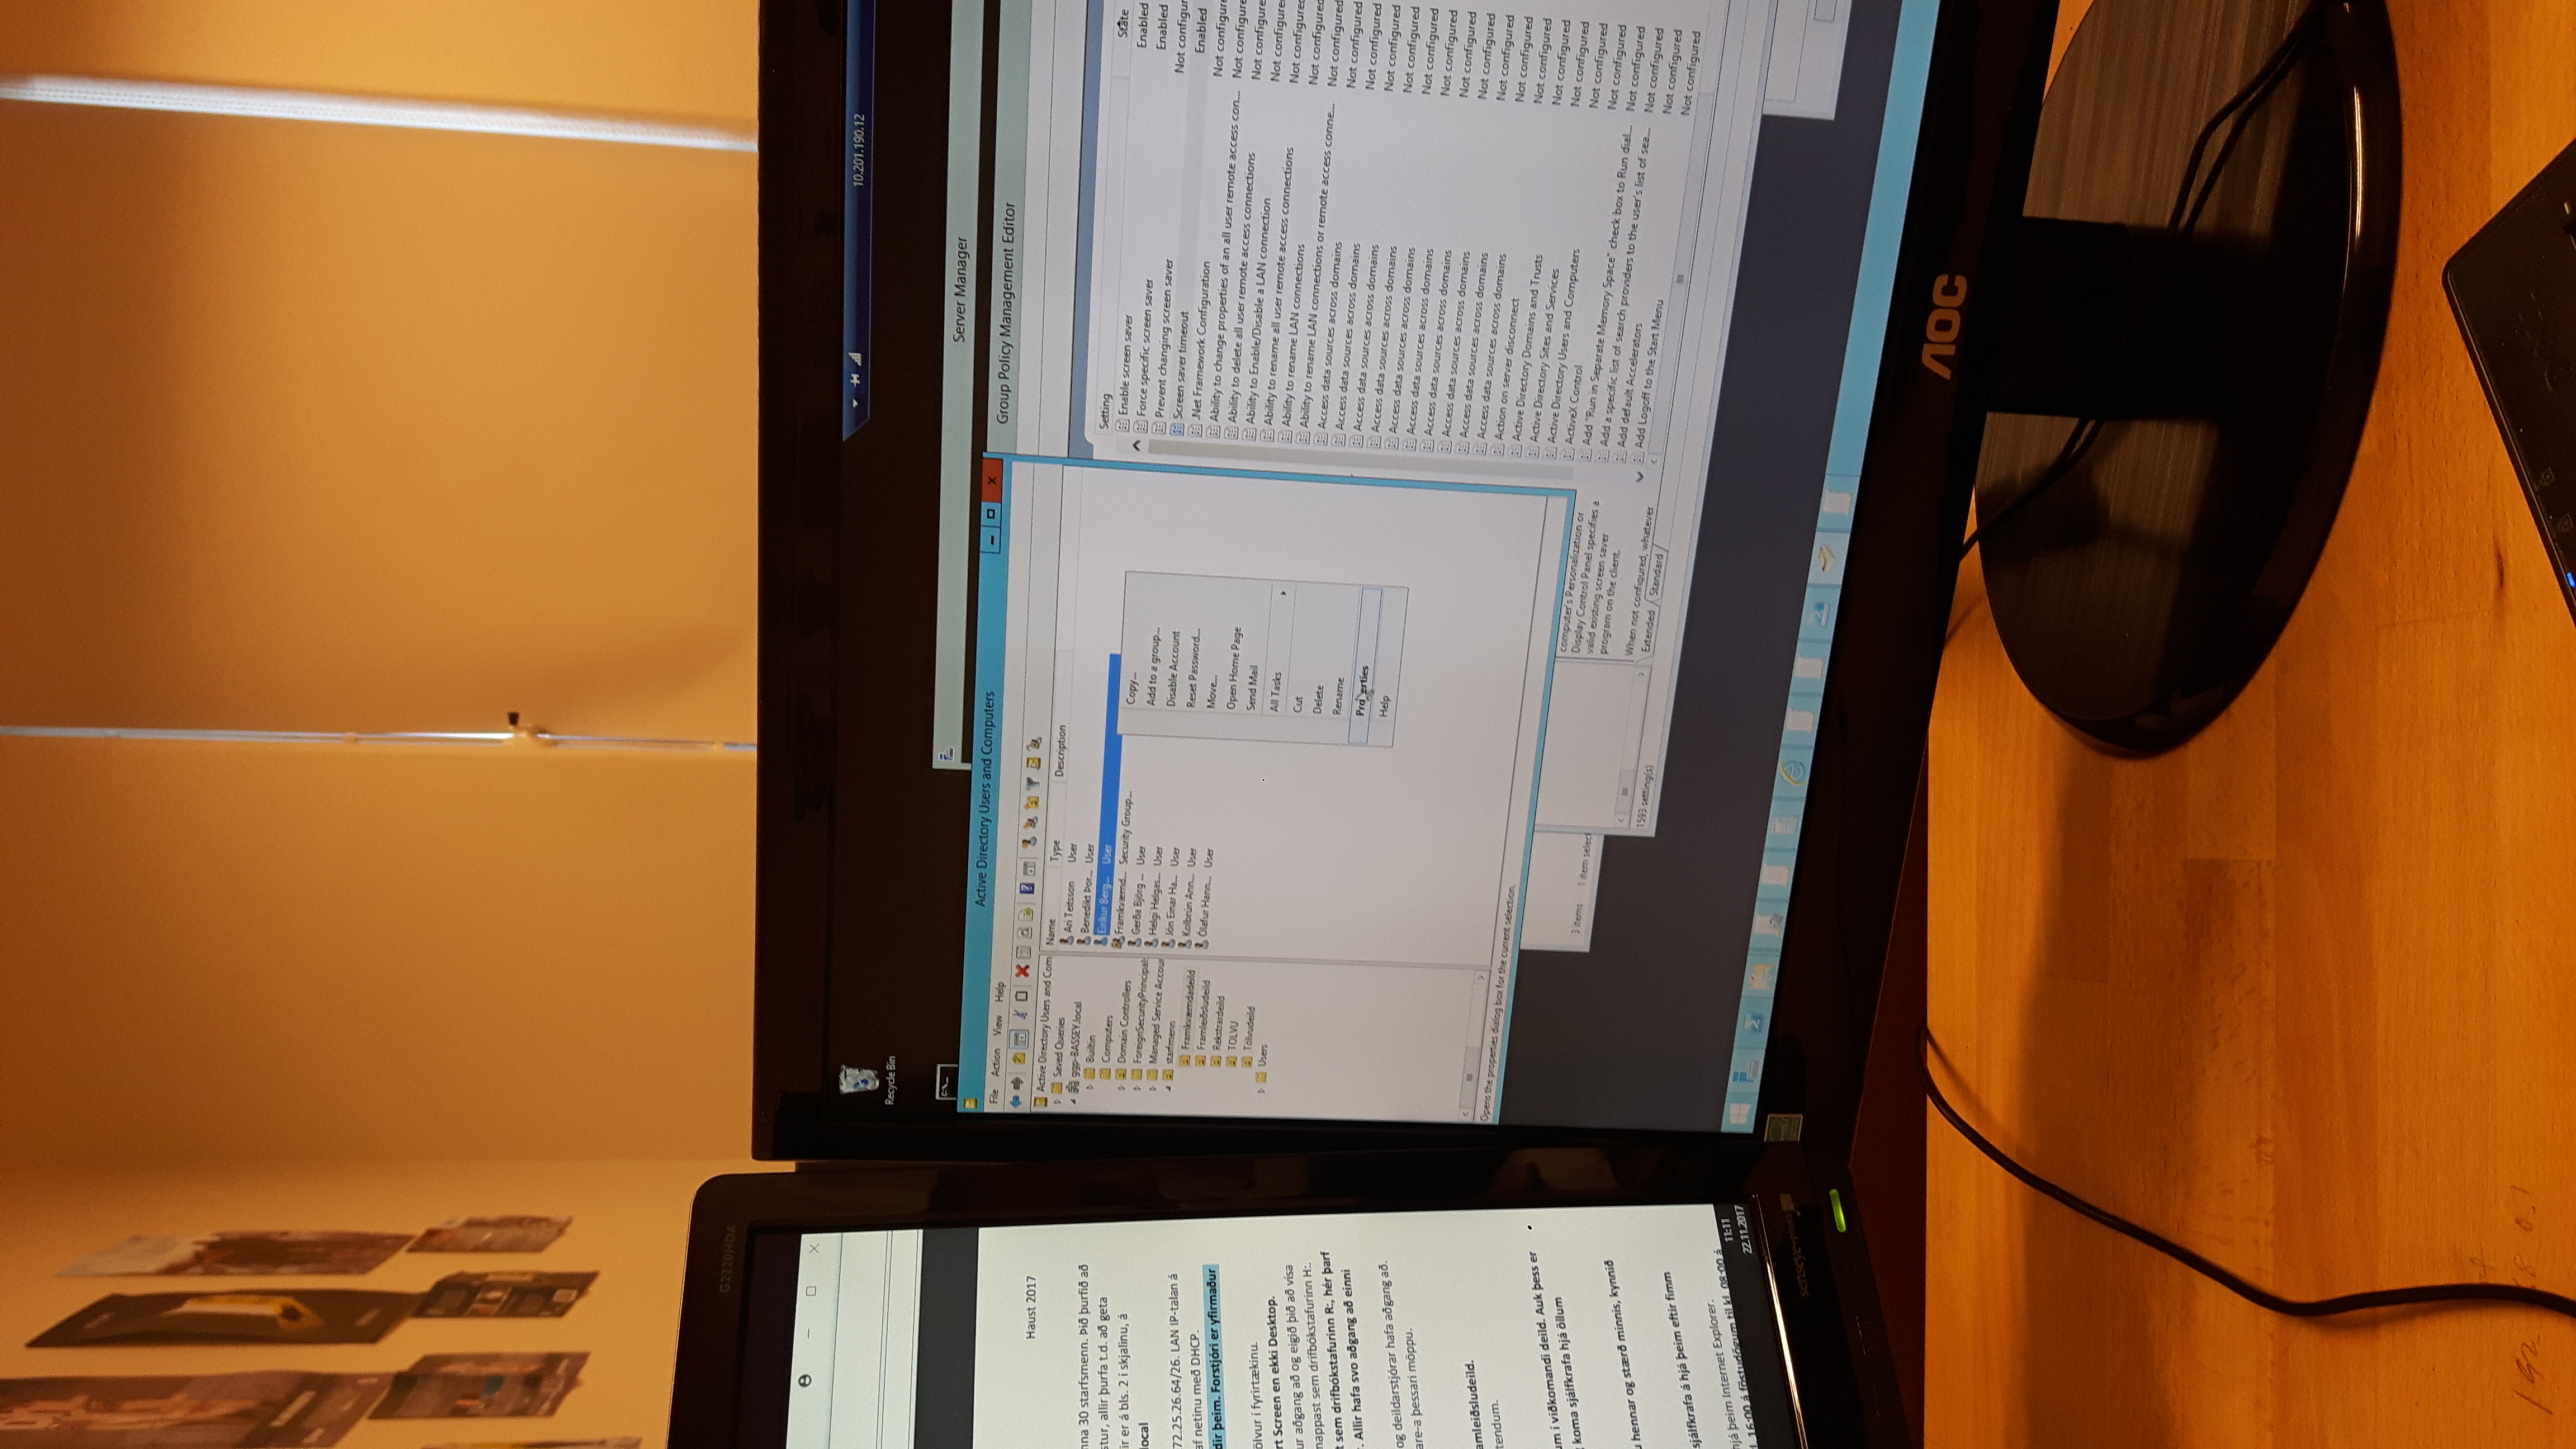 G2220HDA
Haust 2017
nna 30 starfsmenn. Þið þurfið að
stur, allir þurfa t.d. að geta
ir er á bls. 2 í skjalinu, á
local
72.25.26.64/26. LAN IP-talan á
af netinu með DHCP.
dir þeim. Forstjóri er yfirmaður
ölvur í fyrirtækinu.
rt Screen en ekki Desktop.
ur aðgang að og eigið þið að vísa
mappast sem drifbókstafurinn H:.
t sem drifbókstafurinn R:, hér þarf
. Allir hafa svo aðgang að einni
og deildarstjórar hafa aðgang að.
are-a þessari möppu.
amleiðsludeild.
tendum.
um í viðkomandi deild. Auk þess er
koma sjálfkrafa hjá öllum
u hennar og stærð minnis, kynnið
sjálfkrafa á hjá þeim eftir fimm
hjá þeim Internet Explorer.
l. 16:00 á föstudögum til kl. 08:00 á
11:11
22.11.2017
senseye-photo
Recycle Bin
10.201.190.12
Server Manager
Group Policy Management Editor
Active Directory Users and Computers
File Action View Help
Active Directory Users and Com
Saved Queries
ggp-BASSEY.local
Builtin
Computers
Domain Controllers
ForeignSecurityPrincipals
Managed Service Accour
starfmenn
Framkvæmdadeild
Framleiðsludeild
Rekstrardeild
TOLVU
Tölvudeild
Users
Name Type Description
Ari Teitsson User
Benedikt Þor... User
Eiríkur Berg... User
Framkvæmd... Security Group...
Gerða Björg ... User
Helgi Helgas... User
Jón Einar Ha... User
Kolbrún Ann... User
Ólafur Hann... User
Copy...
Add to a group...
Disable Account
Reset Password...
Move...
Open Home Page
Send Mail
All Tasks
Cut
Delete
Rename
Properties
Help
Opens the properties dialog box for the current selection.
3 items 1 item select
computer's Personalization or
Display Control Panel specifies a
valid existing screen saver
program on the client.
When not configured, whatever
1593 setting(s)
Extended Standard
Setting State
Enable screen saver Enabled
Force specific screen saver Enabled
Prevent changing screen saver Not configur
Screen saver timeout Enabled
.Net Framework Configuration
Ability to change properties of an all user remote access con... Not configure
Ability to delete all user remote access connections Not configure
Ability to Enable/Disable a LAN connection Not configure
Ability to rename all user remote access connections Not configure
Ability to rename LAN connections Not configured
Ability to rename LAN connections or remote access conne... Not configured
Access data sources across domains Not configured
Access data sources across domains Not configured
Access data sources across domains Not configured
Access data sources across domains Not configured
Access data sources across domains Not configured
Access data sources across domains Not configured
Access data sources across domains Not configured
Access data sources across domains Not configured
Access data sources across domains Not configured
Access data sources across domains Not configured
Action on server disconnect Not configured
Active Directory Domains and Trusts Not configured
Active Directory Sites and Services Not configured
Active Directory Users and Computers Not configured
ActiveX Control Not configured
Add "Run in Separate Memory Space" check box to Run dial... Not configured
Add a specific list of search providers to the user's list of sea... Not configured
Add default Accelerators Not configured
Add Logoff to the Start Menu Not configured
AOC